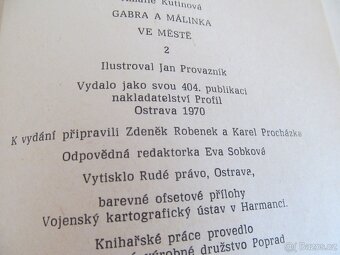 Kutinová
GABRA A MÁLINKA
VE MĚSTĚ
2
Ilustroval Jan Provazník
Vydalo jako svou 404. publikaci
nakladatelství Profil
Ostrava 1970
K vydání připravili Zdeněk Robenek a Karel Procházka
Odpovědná redaktorka Eva Sobková
Vytisklo Rudé právo, Ostrava,
barevné ofsetové přílohy
Vojenský kartografický ústav v Harmanci.
Knihařské práce provedlo
výrobné družstvo Poprad